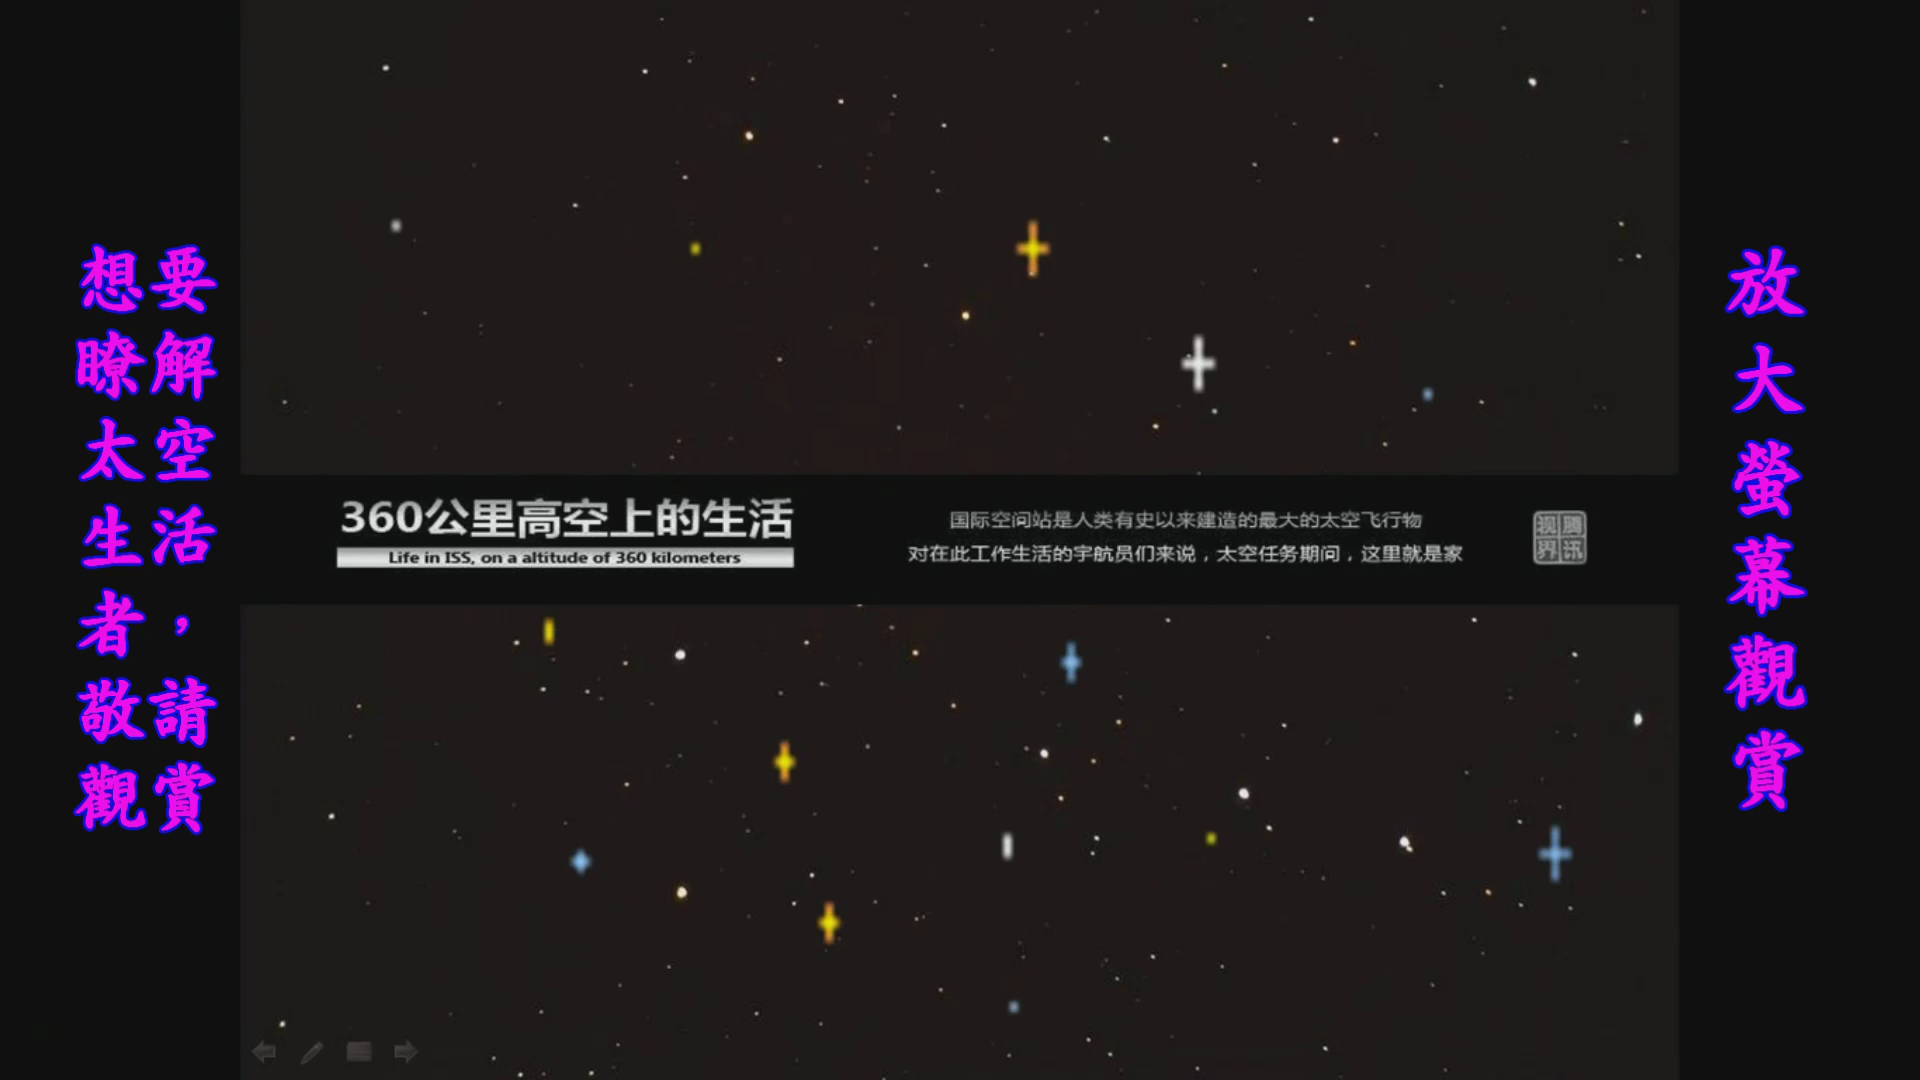 想要
瞭解
太空
生活
者，
敬請
觀賞
360公里高空上的生活
Life in ISS, on a altitude of 360 kilometers
国际空间站是人类有史以来建造的最大的太空飞行物
对在此工作生活的宇航员们来说，太空任务期间，这里就是家
腾讯
视界
放大螢幕觀賞